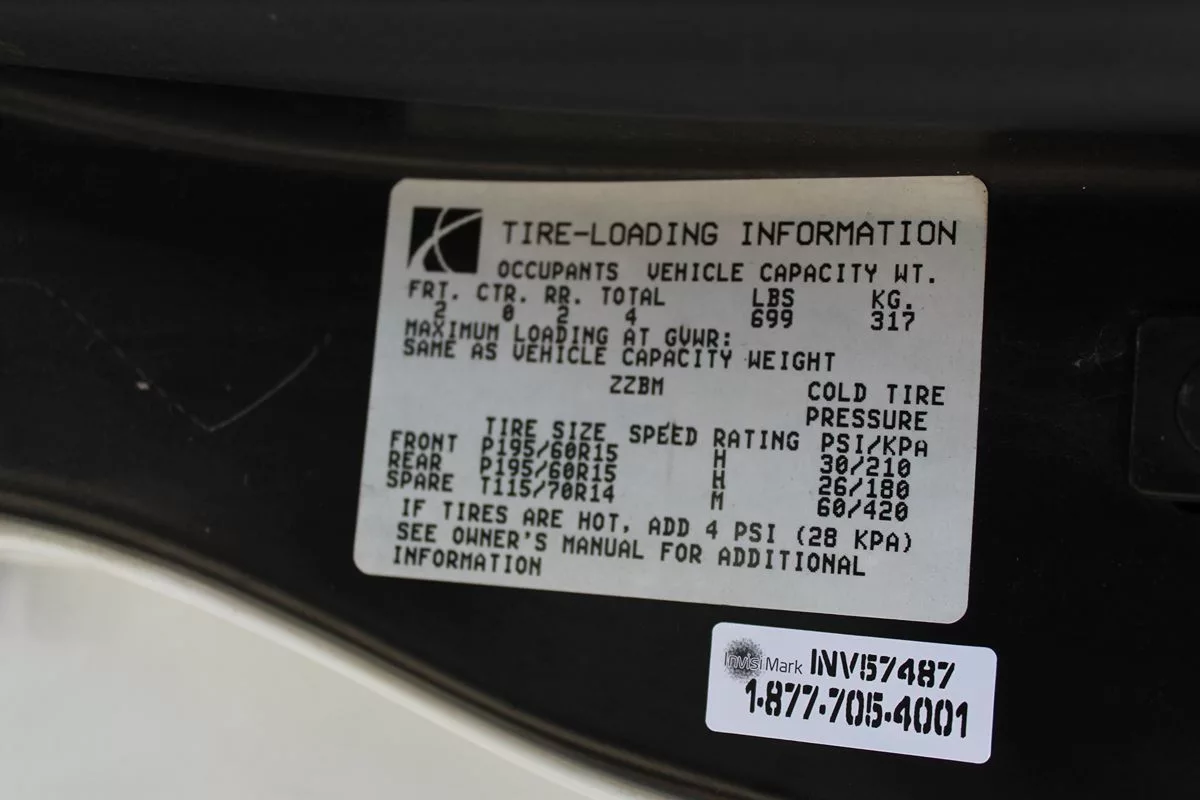 TIRE-LOADING INFORMATION
OCCUPANTS VEHICLE CAPACITY WT.
FRT. CTR. RR. TOTAL LBS KG.
2 0 2 4 699 317
MAXIMUM LOADING AT GVWR:
SAME AS VEHICLE CAPACITY WEIGHT
ZZBM COLD TIRE
PRESSURE
TIRE SIZE SPEED RATING PSI/KPA
FRONT P195/60R15 H 30/210
REAR P195/60R15 H 26/180
SPARE T115/70R14 M 60/420
IF TIRES ARE HOT, ADD 4 PSI (28 KPA)
SEE OWNER'S MANUAL FOR ADDITIONAL
INFORMATION
InvisiMark INV57487
1-877-705-4001